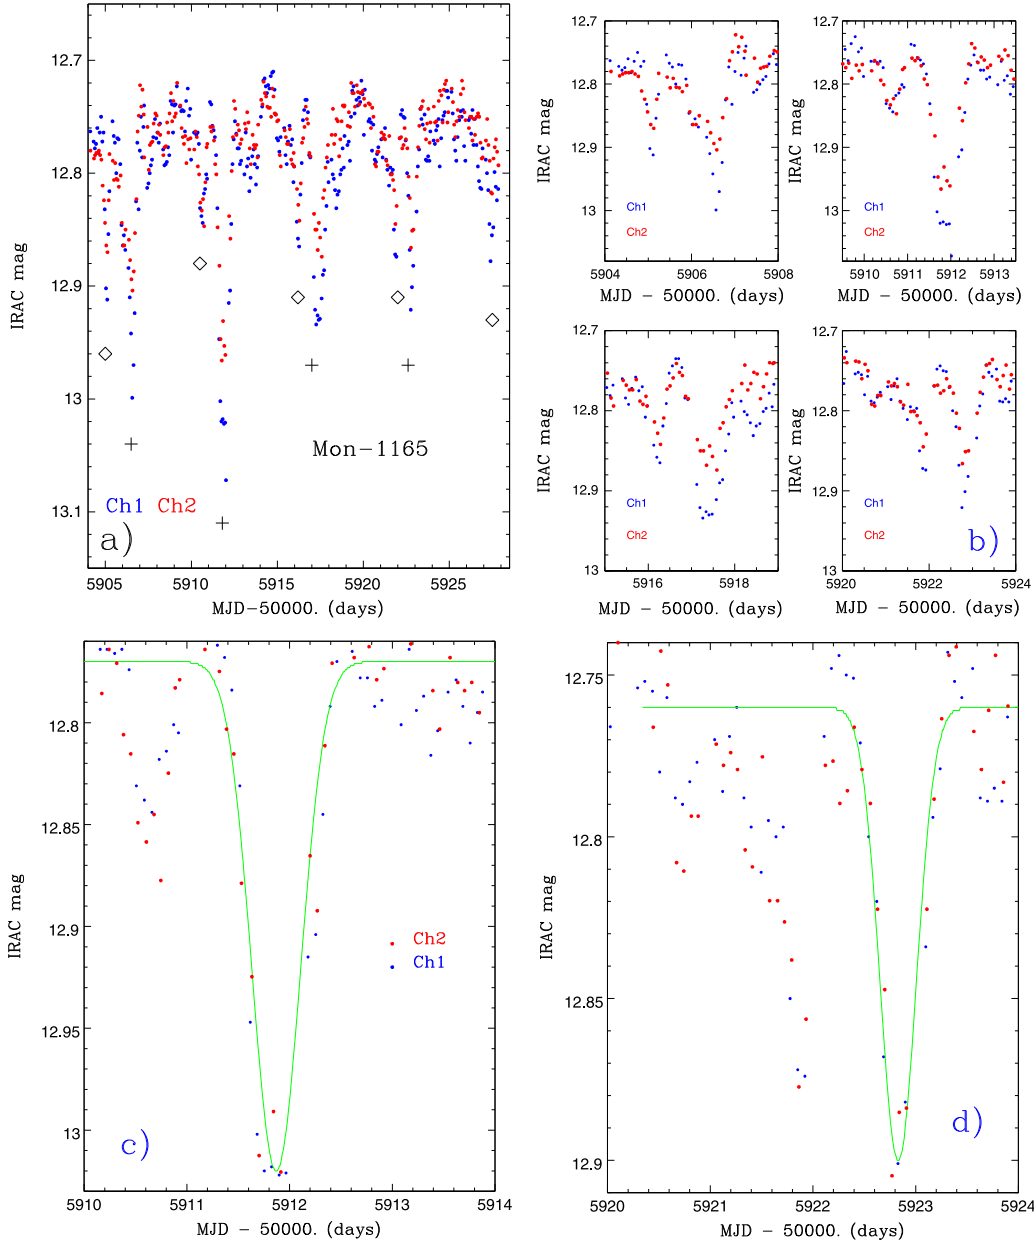 12.7
12.8
12.9
13
13.1
IRAC mag
Mon-1165
Ch1 Ch2
a)
5905 5910 5915 5920 5925
MJD-50000. (days)
12.7
12.8
12.9
13
IRAC mag
Ch1
Ch2
5904 5906 5908
MJD - 50000. (days)
12.7
12.8
12.9
13
IRAC mag
Ch1
Ch2
5910 5911 5912 5913
MJD - 50000. (days)
12.7
12.8
12.9
13
IRAC mag
Ch1
Ch2
5916 5918
MJD - 50000. (days)
12.7
12.8
12.9
13
IRAC mag
Ch1
Ch2
b)
5920 5922 5924
MJD - 50000. (days)
12.8
12.85
12.9
12.95
13
IRAC mag
Ch2
Ch1
c)
5910 5911 5912 5913 5914
MJD - 50000. (days)
12.75
12.8
12.85
12.9
IRAC mag
d)
5920 5921 5922 5923 5924
MJD - 50000. (days)